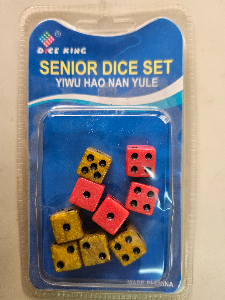 DICE KING ®
SENIOR DICE SET
YIWU HAO NAN YULE
MADE IN CHINA